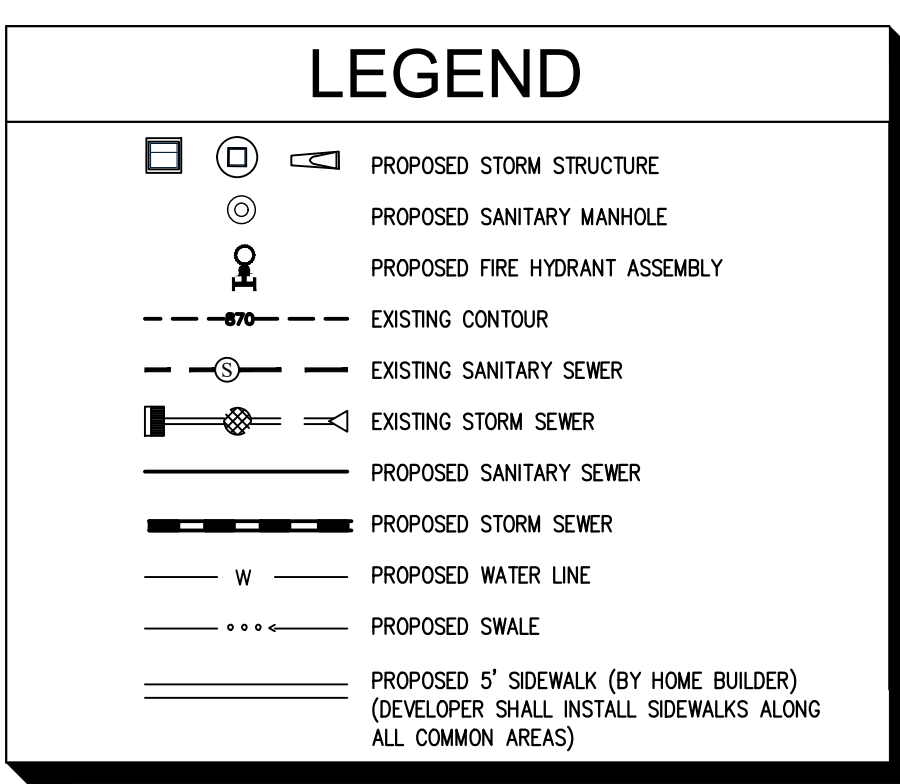 LEGEND
PROPOSED STORM STRUCTURE
PROPOSED SANITARY MANHOLE
PROPOSED FIRE HYDRANT ASSEMBLY
870 EXISTING CONTOUR
S EXISTING SANITARY SEWER
EXISTING STORM SEWER
PROPOSED SANITARY SEWER
PROPOSED STORM SEWER
W PROPOSED WATER LINE
PROPOSED SWALE
PROPOSED 5' SIDEWALK (BY HOME BUILDER)
(DEVELOPER SHALL INSTALL SIDEWALKS ALONG
ALL COMMON AREAS)